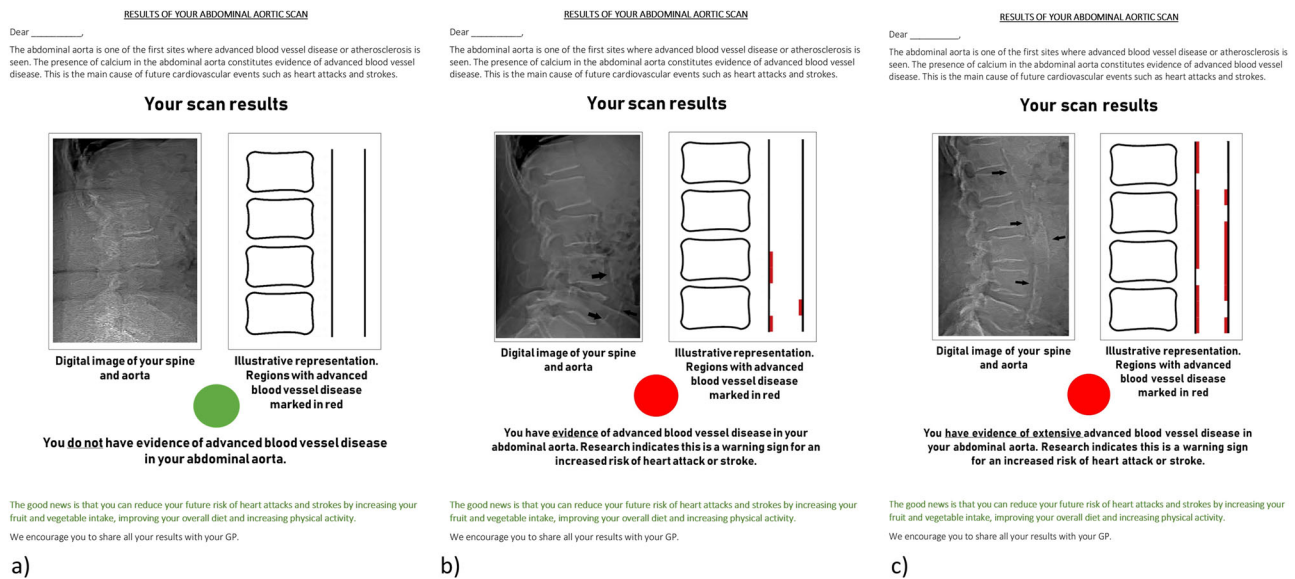 RESULTS OF YOUR ABDOMINAL AORTIC SCAN
Dear ___________,
The abdominal aorta is one of the first sites where advanced blood vessel disease or atherosclerosis is
seen. The presence of calcium in the abdominal aorta constitutes evidence of advanced blood vessel
disease. This is the main cause of future cardiovascular events such as heart attacks and strokes.
Your scan results
Digital image of your spine
and aorta
Illustrative representation.
Regions with advanced
blood vessel disease
marked in red
You do not have evidence of advanced blood vessel disease
in your abdominal aorta.
The good news is that you can reduce your future risk of heart attacks and strokes by increasing your
fruit and vegetable intake, improving your overall diet and increasing physical activity.
We encourage you to share all your results with your GP.
a)
RESULTS OF YOUR ABDOMINAL AORTIC SCAN
Dear ___________,
The abdominal aorta is one of the first sites where advanced blood vessel disease or atherosclerosis is
seen. The presence of calcium in the abdominal aorta constitutes evidence of advanced blood vessel
disease. This is the main cause of future cardiovascular events such as heart attacks and strokes.
Your scan results
Digital image of your spine
and aorta
Illustrative representation.
Regions with advanced
blood vessel disease
marked in red
You have evidence of advanced blood vessel disease in your
abdominal aorta. Research indicates this is a warning sign for an
increased risk of heart attack or stroke.
The good news is that you can reduce your future risk of heart attacks and strokes by increasing your
fruit and vegetable intake, improving your overall diet and increasing physical activity.
We encourage you to share all your results with your GP.
b)
RESULTS OF YOUR ABDOMINAL AORTIC SCAN
Dear ___________,
The abdominal aorta is one of the first sites where advanced blood vessel disease or atherosclerosis is
seen. The presence of calcium in the abdominal aorta constitutes evidence of advanced blood vessel
disease. This is the main cause of future cardiovascular events such as heart attacks and strokes.
Your scan results
Digital image of your spine
and aorta
Illustrative representation.
Regions with advanced
blood vessel disease
marked in red
You have evidence of extensive advanced blood vessel disease in
your abdominal aorta. Research indicates this is a warning sign
for an increased risk of heart attack or stroke.
The good news is that you can reduce your future risk of heart attacks and strokes by increasing your
fruit and vegetable intake, improving your overall diet and increasing physical activity.
We encourage you to share all your results with your GP.
c)